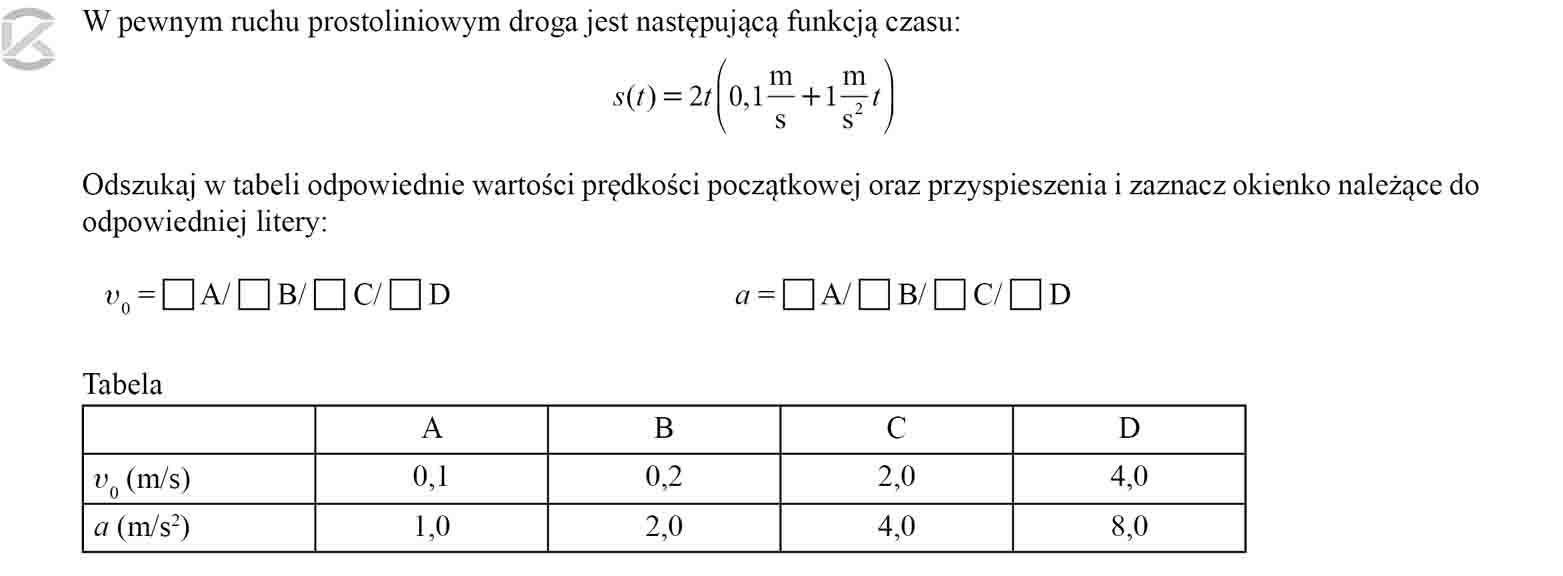 W pewnym ruchu prostoliniowym droga jest następującą funkcją czasu:
s(t) = 2t(0,1 m/s + 1 m/s² t)
Odszukaj w tabeli odpowiednie wartości prędkości początkowej oraz przyspieszenia i zaznacz okienko należące do
odpowiedniej litery:
υ₀ = □ A/ □ B/ □ C/ □ D a = □ A/ □ B/ □ C/ □ D
Tabela
A B C D
υ₀ (m/s) 0,1 0,2 2,0 4,0
a (m/s²) 1,0 2,0 4,0 8,0